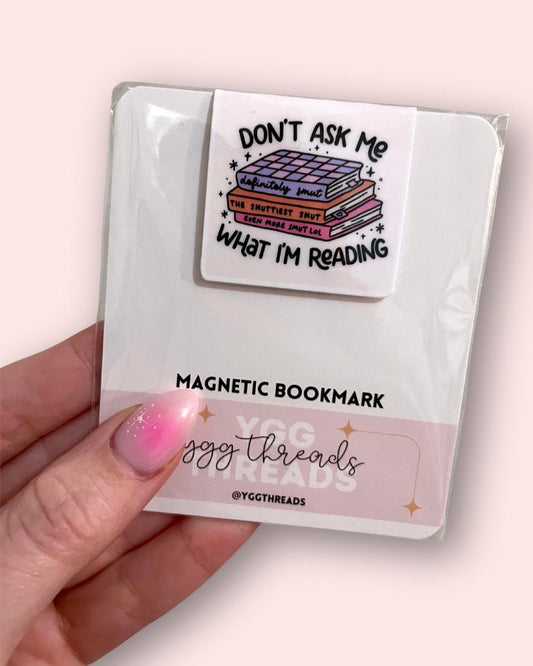 DON'T ASK ME
definitely smut
THE SMUTTIEST SMUT
EVEN MORE SMUT LOL
WHAT I'M READING
MAGNETIC BOOKMARK
YGG
ygg threads
THREADS
@YGGTHREADS